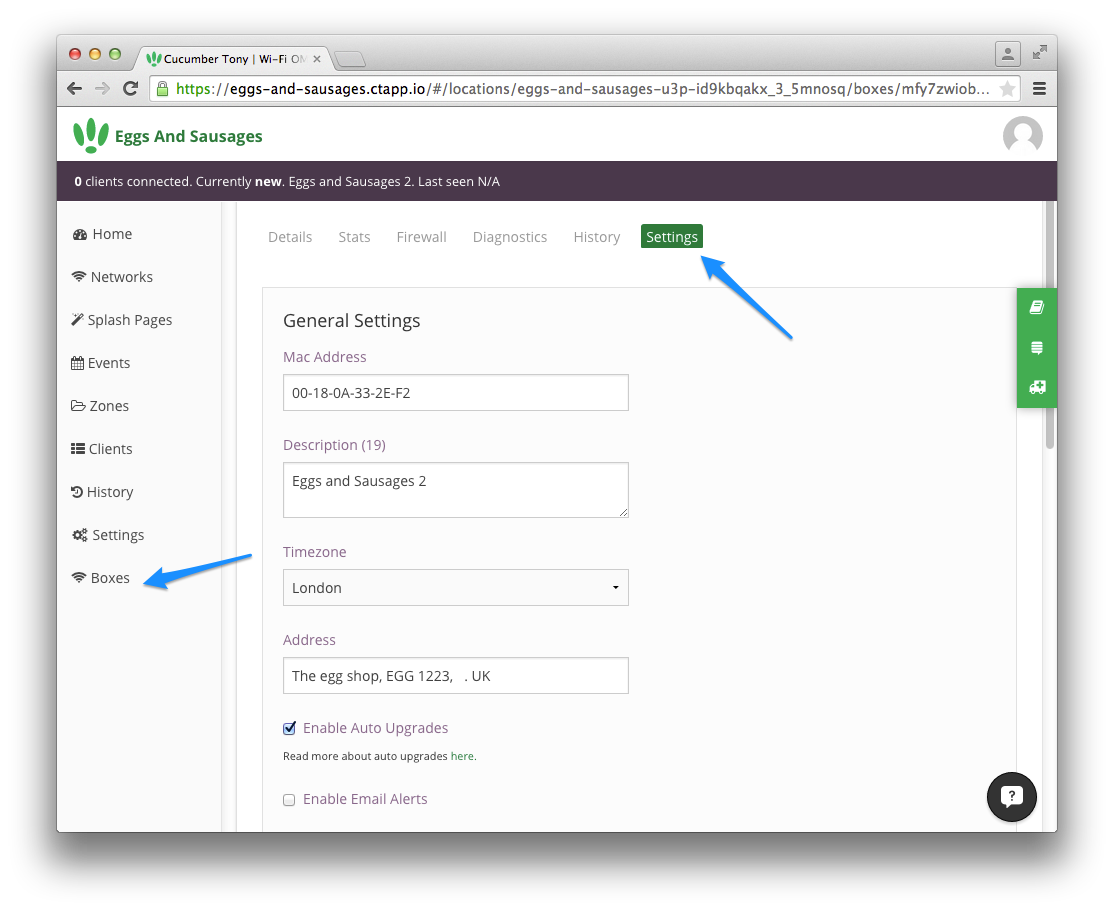 Cucumber Tony | Wi-Fi OM
https://eggs-and-sausages.ctapp.io/#/locations/eggs-and-sausages-u3p-id9kbqakx_3_5mnosq/boxes/mfy7zwiob...
Eggs And Sausages
0 clients connected. Currently new. Eggs and Sausages 2. Last seen N/A
Home
Networks
Splash Pages
Events
Zones
Clients
History
Settings
Boxes
Details Stats Firewall Diagnostics History Settings
General Settings
Mac Address
00-18-0A-33-2E-F2
Description (19)
Eggs and Sausages 2
Timezone
London
Address
The egg shop, EGG 1223, . UK
Enable Auto Upgrades
Read more about auto upgrades here.
Enable Email Alerts
?